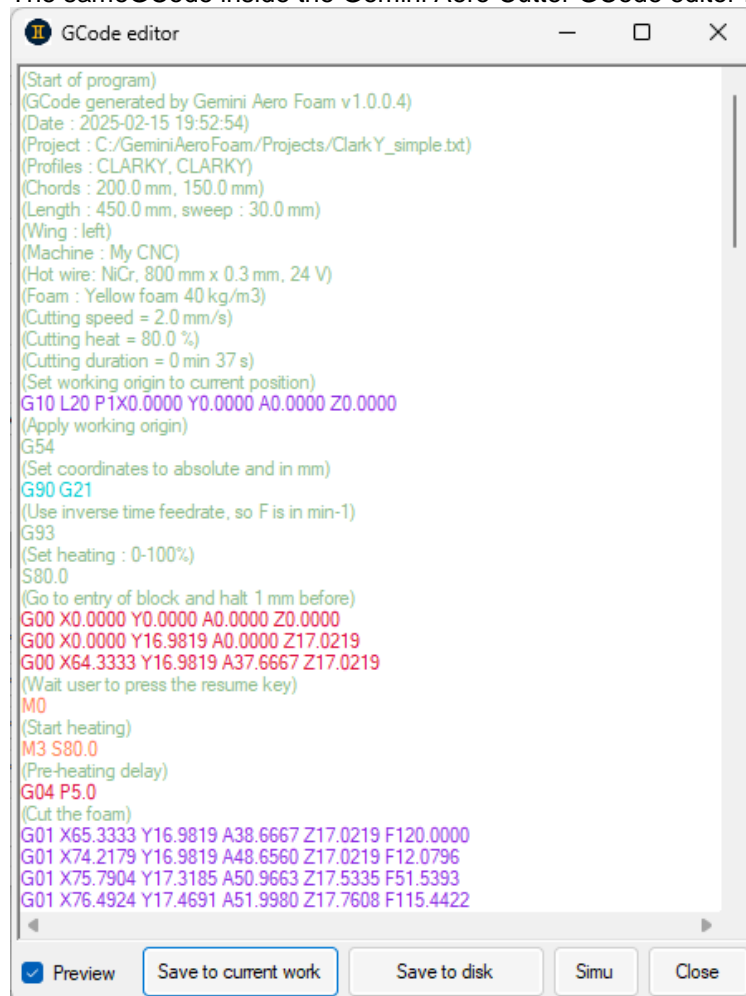 GCode editor
(Start of program)
(GCode generated by Gemini Aero Foam v1.0.0.4)
(Date : 2025-02-15 19:52:54)
(Project : C:/GeminiAeroFoam/Projects/ClarkY_simple.txt)
(Profiles : CLARKY, CLARKY)
(Chords : 200.0 mm, 150.0 mm)
(Length : 450.0 mm, sweep : 30.0 mm)
(Wing : left)
(Machine : My CNC)
(Hot wire: NiCr, 800 mm x 0.3 mm, 24 V)
(Foam : Yellow foam 40 kg/m3)
(Cutting speed = 2.0 mm/s)
(Cutting heat = 80.0 %)
(Cutting duration = 0 min 37 s)
(Set working origin to current position)
G10 L20 P1X0.0000 Y0.0000 A0.0000 Z0.0000
(Apply working origin)
G54
(Set coordinates to absolute and in mm)
G90 G21
(Use inverse time feedrate, so F is in min-1)
G93
(Set heating : 0-100%)
S80.0
(Go to entry of block and halt 1 mm before)
G00 X0.0000 Y0.0000 A0.0000 Z0.0000
G00 X0.0000 Y16.9819 A0.0000 Z17.0219
G00 X64.3333 Y16.9819 A37.6667 Z17.0219
(Wait user to press the resume key)
M0
(Start heating)
M3 S80.0
(Pre-heating delay)
G04 P5.0
(Cut the foam)
G01 X65.3333 Y16.9819 A38.6667 Z17.0219 F120.0000
G01 X74.2179 Y16.9819 A48.6560 Z17.0219 F12.0796
G01 X75.7904 Y17.3185 A50.9663 Z17.5335 F51.5393
G01 X76.4924 Y17.4691 A51.9980 Z17.7608 F115.4422
Preview Save to current work Save to disk Simu Close